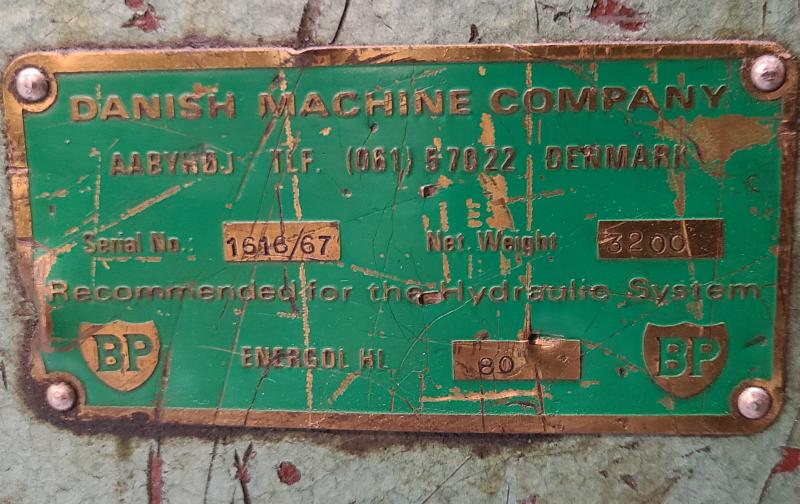 DANISH MACHINE COMPANY
AABYHØJ TLF. (061) 57022 DENMARK
Serial No.: 1616/67 Net. Weight 3200
Recommended for the Hydraulic System
BP ENERGOL HL 80 BP